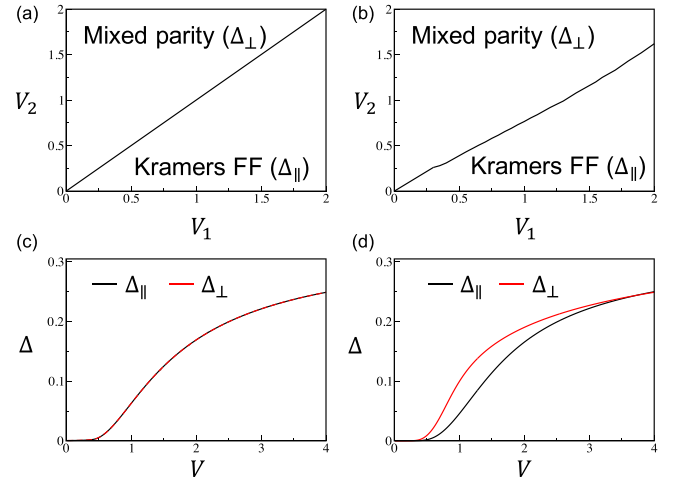 (a)
2
1.5
V₂ 1
0.5
0
Mixed parity (Δ⊥)
Kramers FF (Δ∥)
0 0.5 1 1.5 2
V₁
(b)
2
1.5
V₂ 1
0.5
0
Mixed parity (Δ⊥)
Kramers FF (Δ∥)
0 0.5 1 1.5 2
V₁
(c)
0.3
0.2
Δ
0.1
0
Δ∥ Δ⊥
0 1 2 3 4
V
(d)
0.3
0.2
Δ
0.1
0
Δ∥ Δ⊥
0 1 2 3 4
V